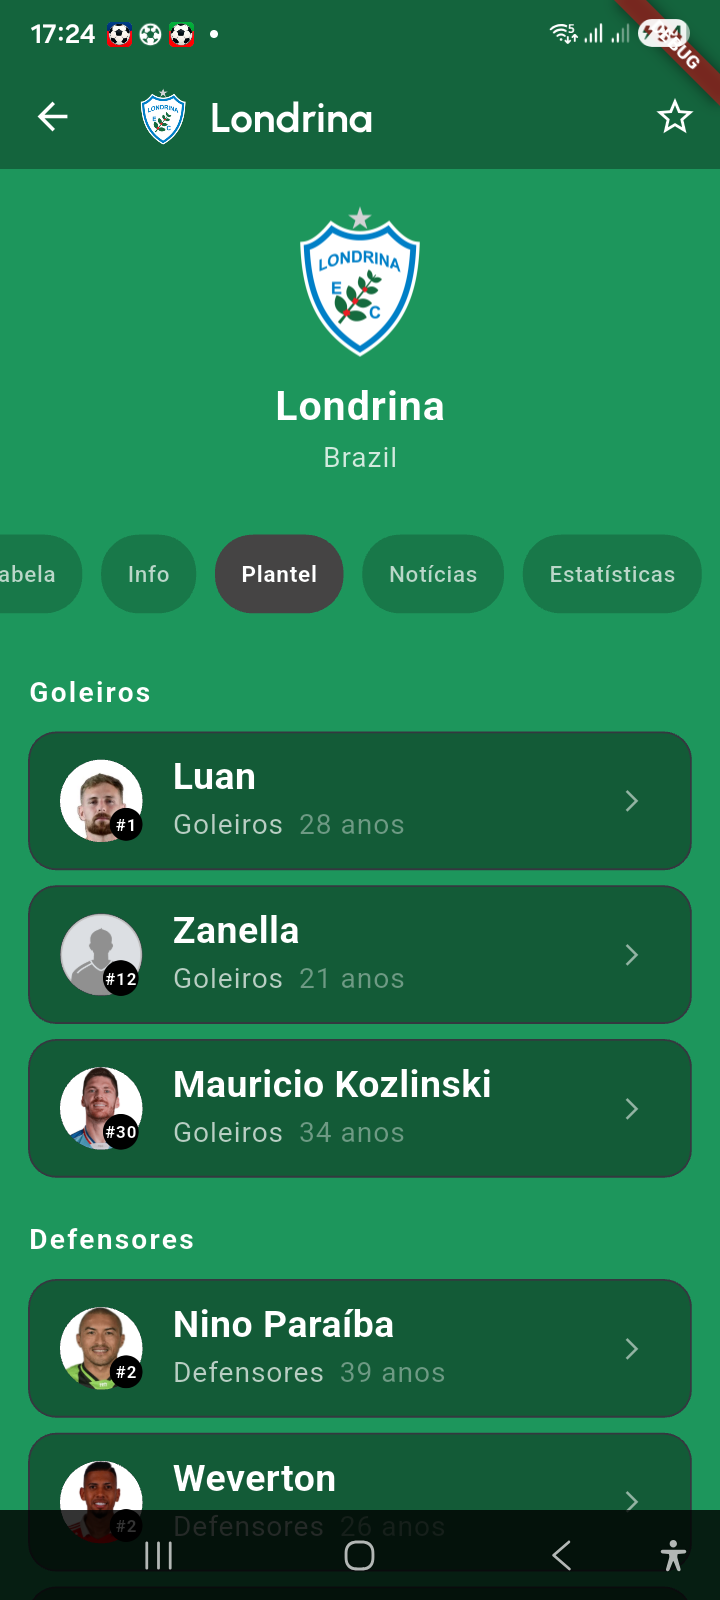 17:24
Londrina
LONDRINA
E
C
Londrina
Brazil
abela
Info
Plantel
Notícias
Estatísticas
Goleiros
Luan
#1
Goleiros 28 anos
Zanella
#12
Goleiros 21 anos
Mauricio Kozlinski
#30
Goleiros 34 anos
Defensores
Nino Paraíba
#2
Defensores 39 anos
Weverton
#2
Defensores 26 anos